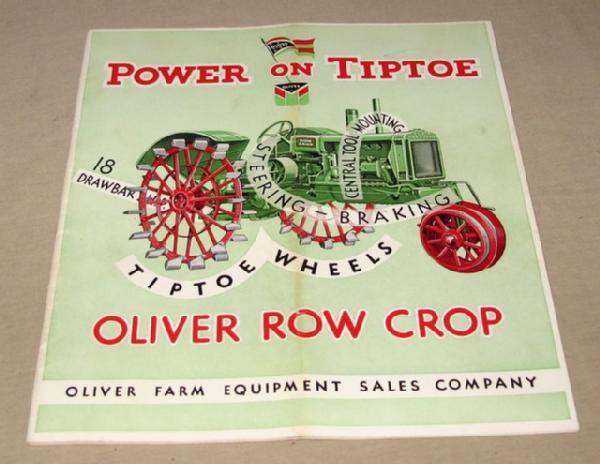 POWER ON TIPTOE
OLIVER
18
DRAWBAR H.P.
STEERING - BRAKING
CENTRAL TOOL MOUNTING
TIPTOE WHEELS
OLIVER ROW CROP
OLIVER FARM EQUIPMENT SALES COMPANY